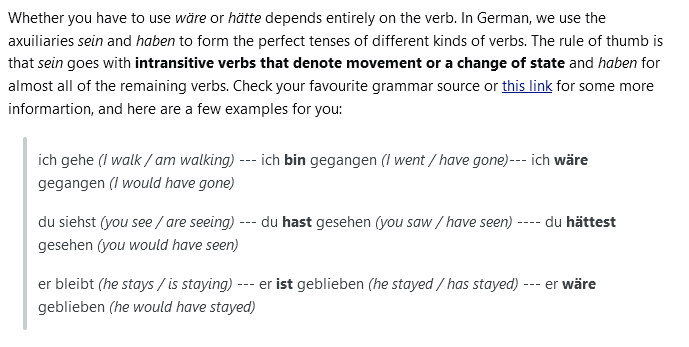 Whether you have to use wäre or hätte depends entirely on the verb. In German, we use the
axuiliaries sein and haben to form the perfect tenses of different kinds of verbs. The rule of thumb is
that sein goes with intransitive verbs that denote movement or a change of state and haben for
almost all of the remaining verbs. Check your favourite grammar source or this link for some more
informartion, and here are a few examples for you:
ich gehe (I walk / am walking) --- ich bin gegangen (I went / have gone)--- ich wäre
gegangen (I would have gone)
du siehst (you see / are seeing) --- du hast gesehen (you saw / have seen) ---- du hättest
gesehen (you would have seen)
er bleibt (he stays / is staying) --- er ist geblieben (he stayed / has stayed) --- er wäre
geblieben (he would have stayed)